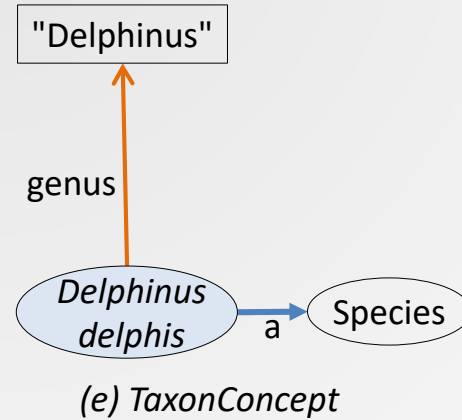 "Delphinus"
genus
Delphinus
delphis
a
Species
(e) TaxonConcept